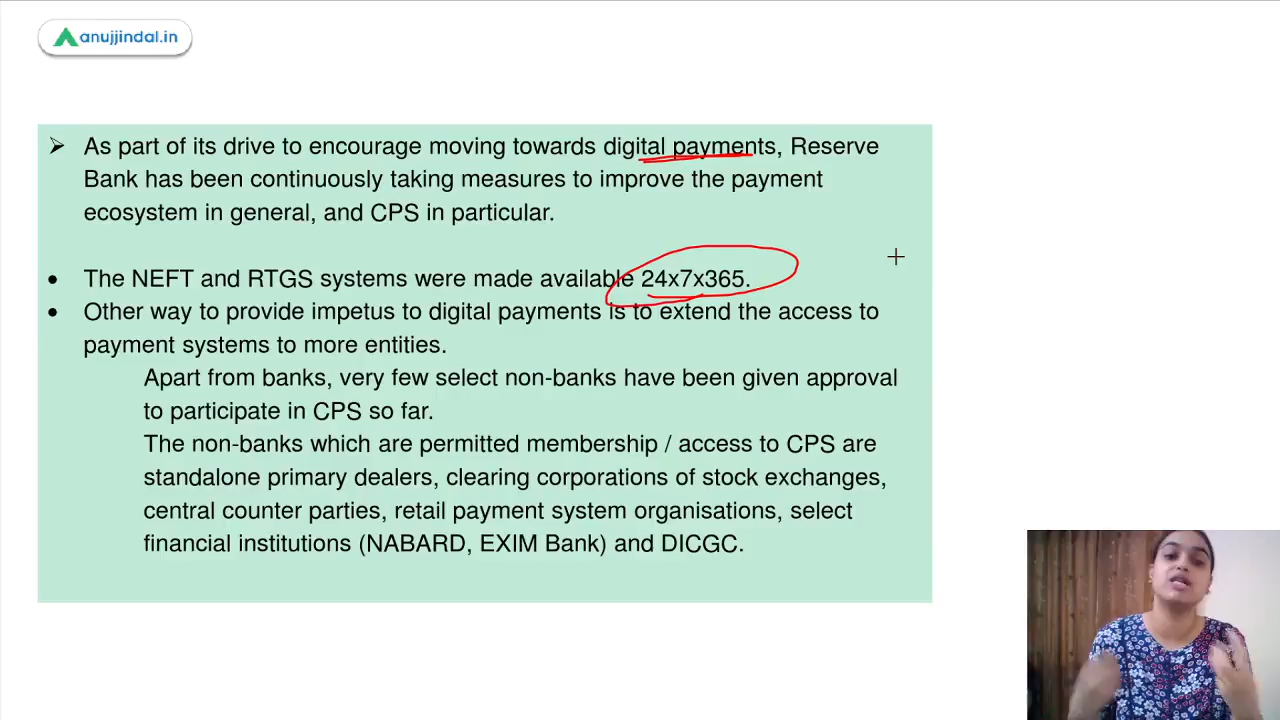 anujjindal.in
➢ As part of its drive to encourage moving towards digital payments, Reserve
Bank has been continuously taking measures to improve the payment
ecosystem in general, and CPS in particular.
• The NEFT and RTGS systems were made available 24x7x365.
• Other way to provide impetus to digital payments is to extend the access to
payment systems to more entities.
Apart from banks, very few select non-banks have been given approval
to participate in CPS so far.
The non-banks which are permitted membership / access to CPS are
standalone primary dealers, clearing corporations of stock exchanges,
central counter parties, retail payment system organisations, select
financial institutions (NABARD, EXIM Bank) and DICGC.